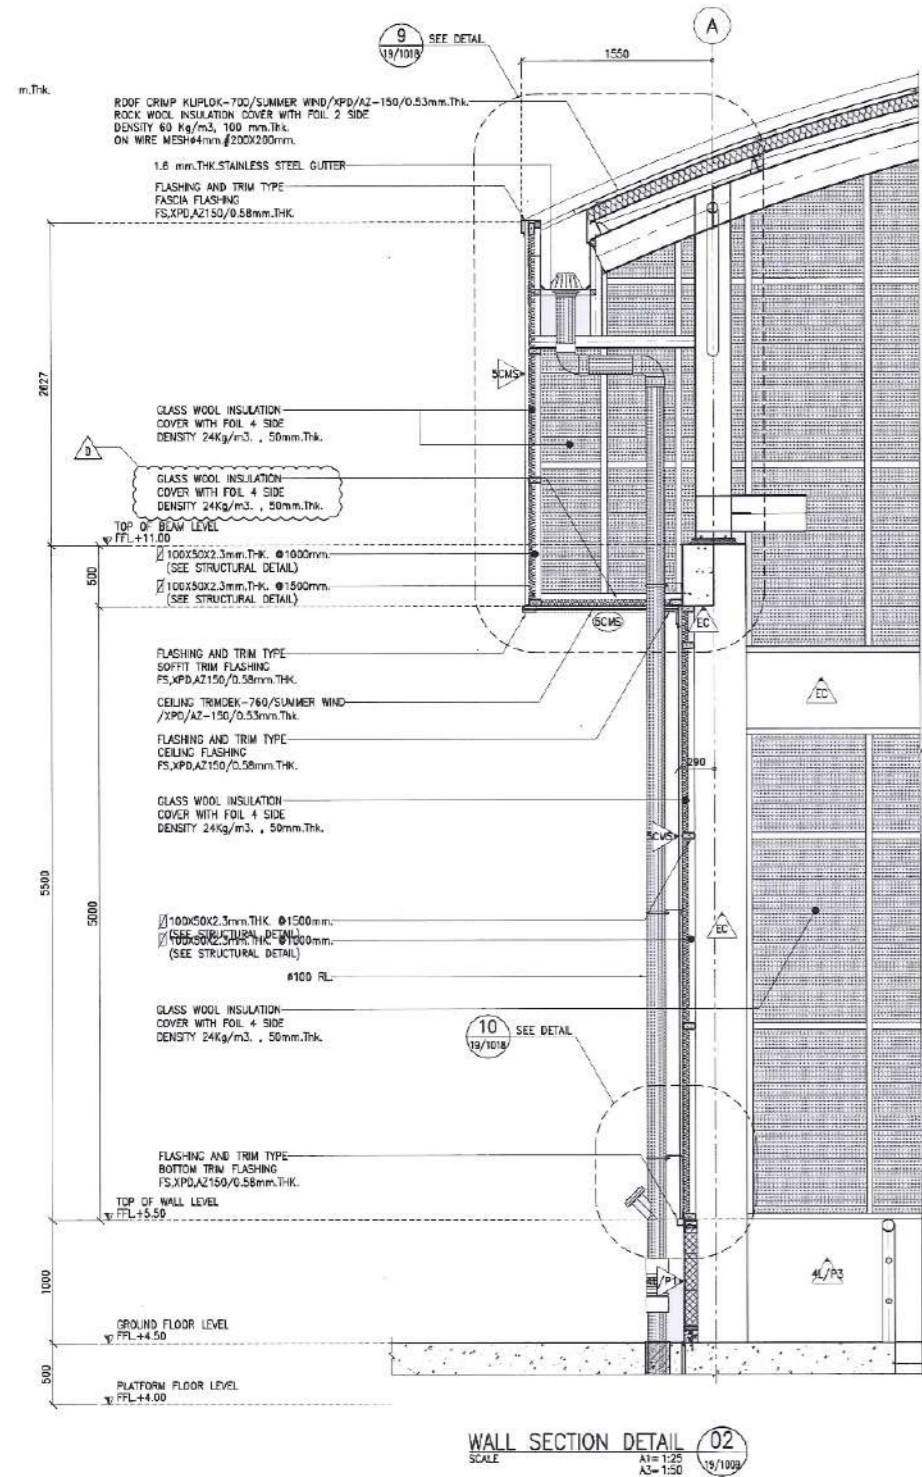 9
19/1018
SEE DETAIL
A
1550
m.Thk.
ROOF CRIMP KLIPLOK-700/SUMMER WIND/XPD/AZ-150/0.53mm.Thk.
ROCK WOOL INSULATION COVER WITH FOIL 2 SIDE
DENSITY 60 Kg/m3, 100 mm.Thk.
ON WIRE MESHø4mm.#200X200mm.
1.6 mm.THK.STAINLESS STEEL GUTTER
FLASHING AND TRIM TYPE
FASCIA FLASHING
FS,XPD,AZ150/0.58mm.THK.
2627
5CMS
GLASS WOOL INSULATION
COVER WITH FOIL 4 SIDE
DENSITY 24Kg/m3. , 50mm.Thk.
D
GLASS WOOL INSULATION
COVER WITH FOIL 4 SIDE
DENSITY 24Kg/m3. , 50mm.Thk.
TOP OF BEAM LEVEL
FFL.+11.00
100X50X2.3mm.THK. @1000mm.
(SEE STRUCTURAL DETAIL)
500
100X50X2.3mm.THK. @1500mm.
(SEE STRUCTURAL DETAIL)
5CMS
EC
FLASHING AND TRIM TYPE
SOFFIT TRIM FLASHING
FS,XPD,AZ150/0.58mm.THK.
EC
CEILING TRIMDEK-760/SUMMER WIND
/XPD/AZ-150/0.53mm.Thk.
FLASHING AND TRIM TYPE
CEILING FLASHING
FS,XPD,AZ150/0.58mm.THK.
290
GLASS WOOL INSULATION
COVER WITH FOIL 4 SIDE
DENSITY 24Kg/m3. , 50mm.Thk.
5CMS
5500
5000
100X50X2.3mm.THK. @1500mm.
(SEE STRUCTURAL DETAIL)
100X50X2.3mm.THK. @1000mm.
(SEE STRUCTURAL DETAIL)
EC
ø100 RL.
GLASS WOOL INSULATION
COVER WITH FOIL 4 SIDE
DENSITY 24Kg/m3. , 50mm.Thk.
10
19/1018
SEE DETAIL
FLASHING AND TRIM TYPE
BOTTOM TRIM FLASHING
FS,XPD,AZ150/0.58mm.THK.
TOP OF WALL LEVEL
FFL.+5.50
1000
/P1
4L/P3
GROUND FLOOR LEVEL
FFL.+4.50
500
PLATFORM FLOOR LEVEL
FFL.+4.00
WALL SECTION DETAIL
02
19/1009
SCALE
A1= 1:25
A3= 1:50